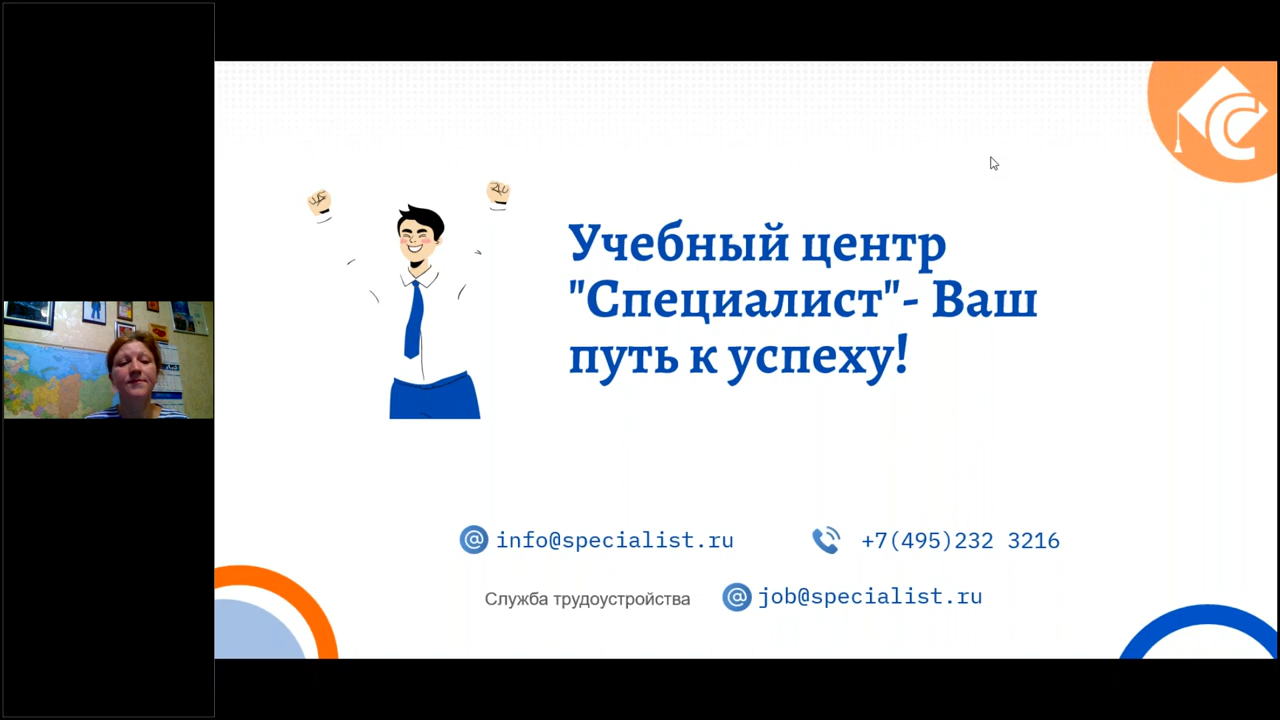 Учебный центр
"Специалист"- Ваш
путь к успеху!
info@specialist.ru
+7(495)232 3216
Служба трудоустройства
job@specialist.ru